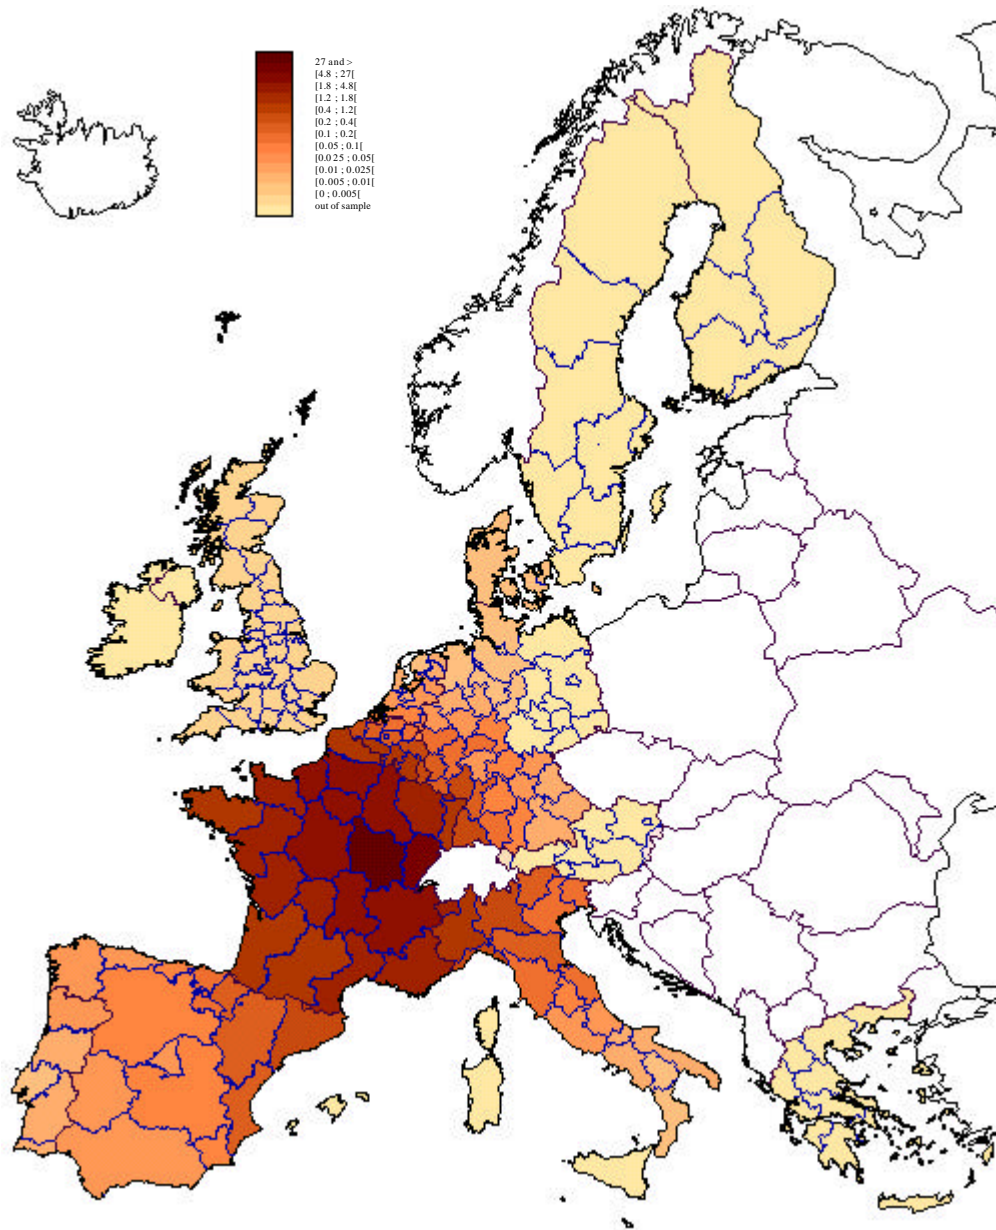 27 and >
[4.8 ; 27[
[1.8 ; 4.8[
[1.2 ; 1.8[
[0.4 ; 1.2[
[0.2 ; 0.4[
[0.1 ; 0.2[
[0.05 ; 0.1[
[0.025 ; 0.05[
[0.01 ; 0.025[
[0.005 ; 0.01[
[0 ; 0.005[
out of sample